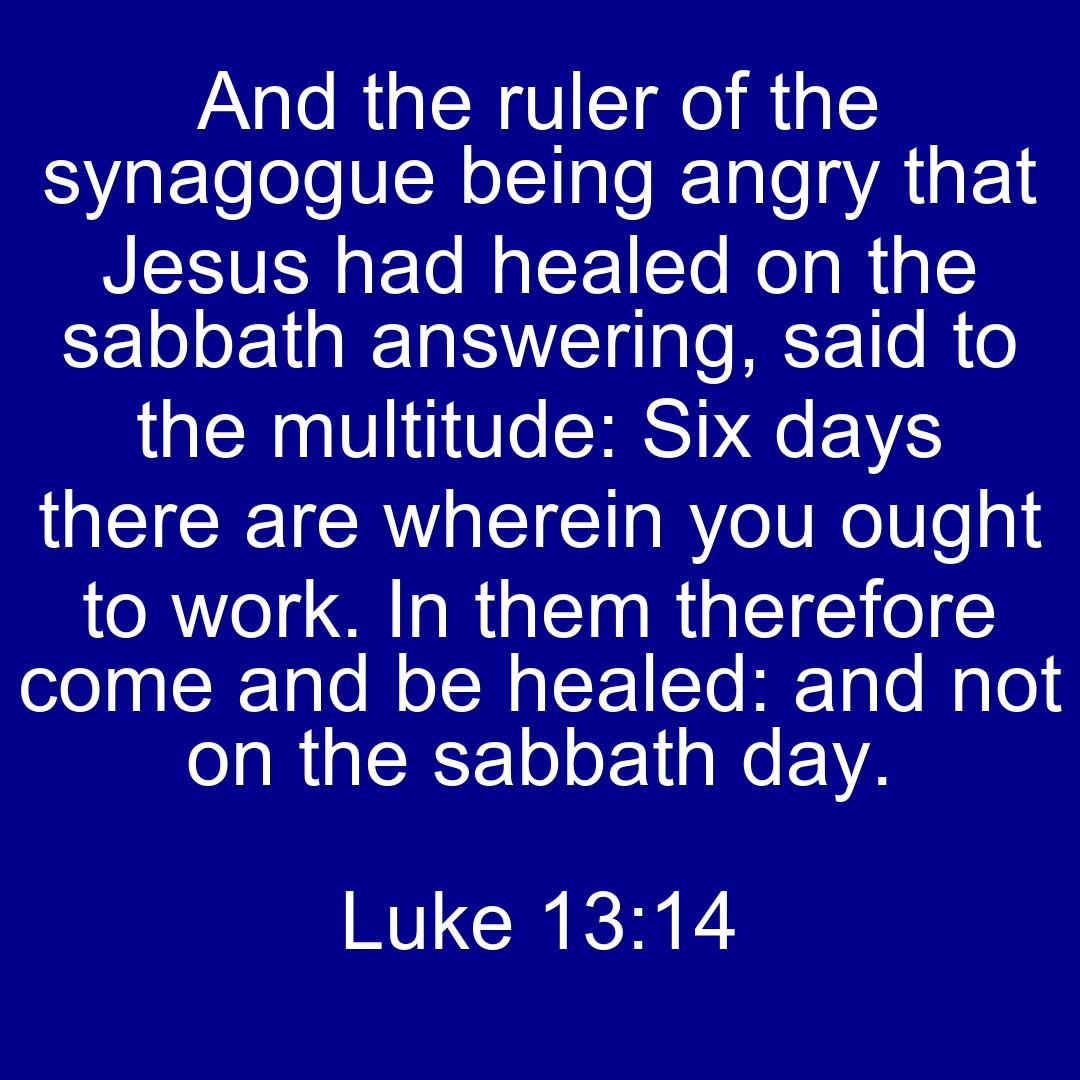 And the ruler of the
synagogue being angry that
Jesus had healed on the
sabbath answering, said to
the multitude: Six days
there are wherein you ought
to work. In them therefore
come and be healed: and not
on the sabbath day.
Luke 13:14